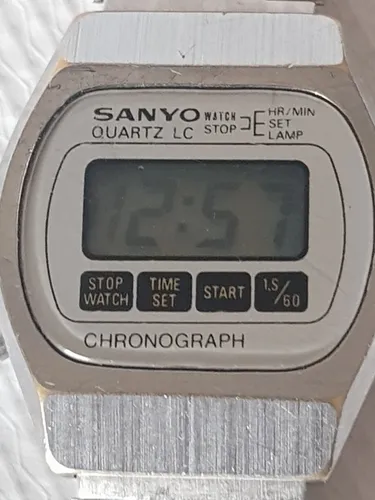 SANYO
QUARTZ LC
WATCH
STOP
HR/MIN
SET
LAMP
12:57
STOP
WATCH
TIME
SET
START
1.S/60
CHRONOGRAPH